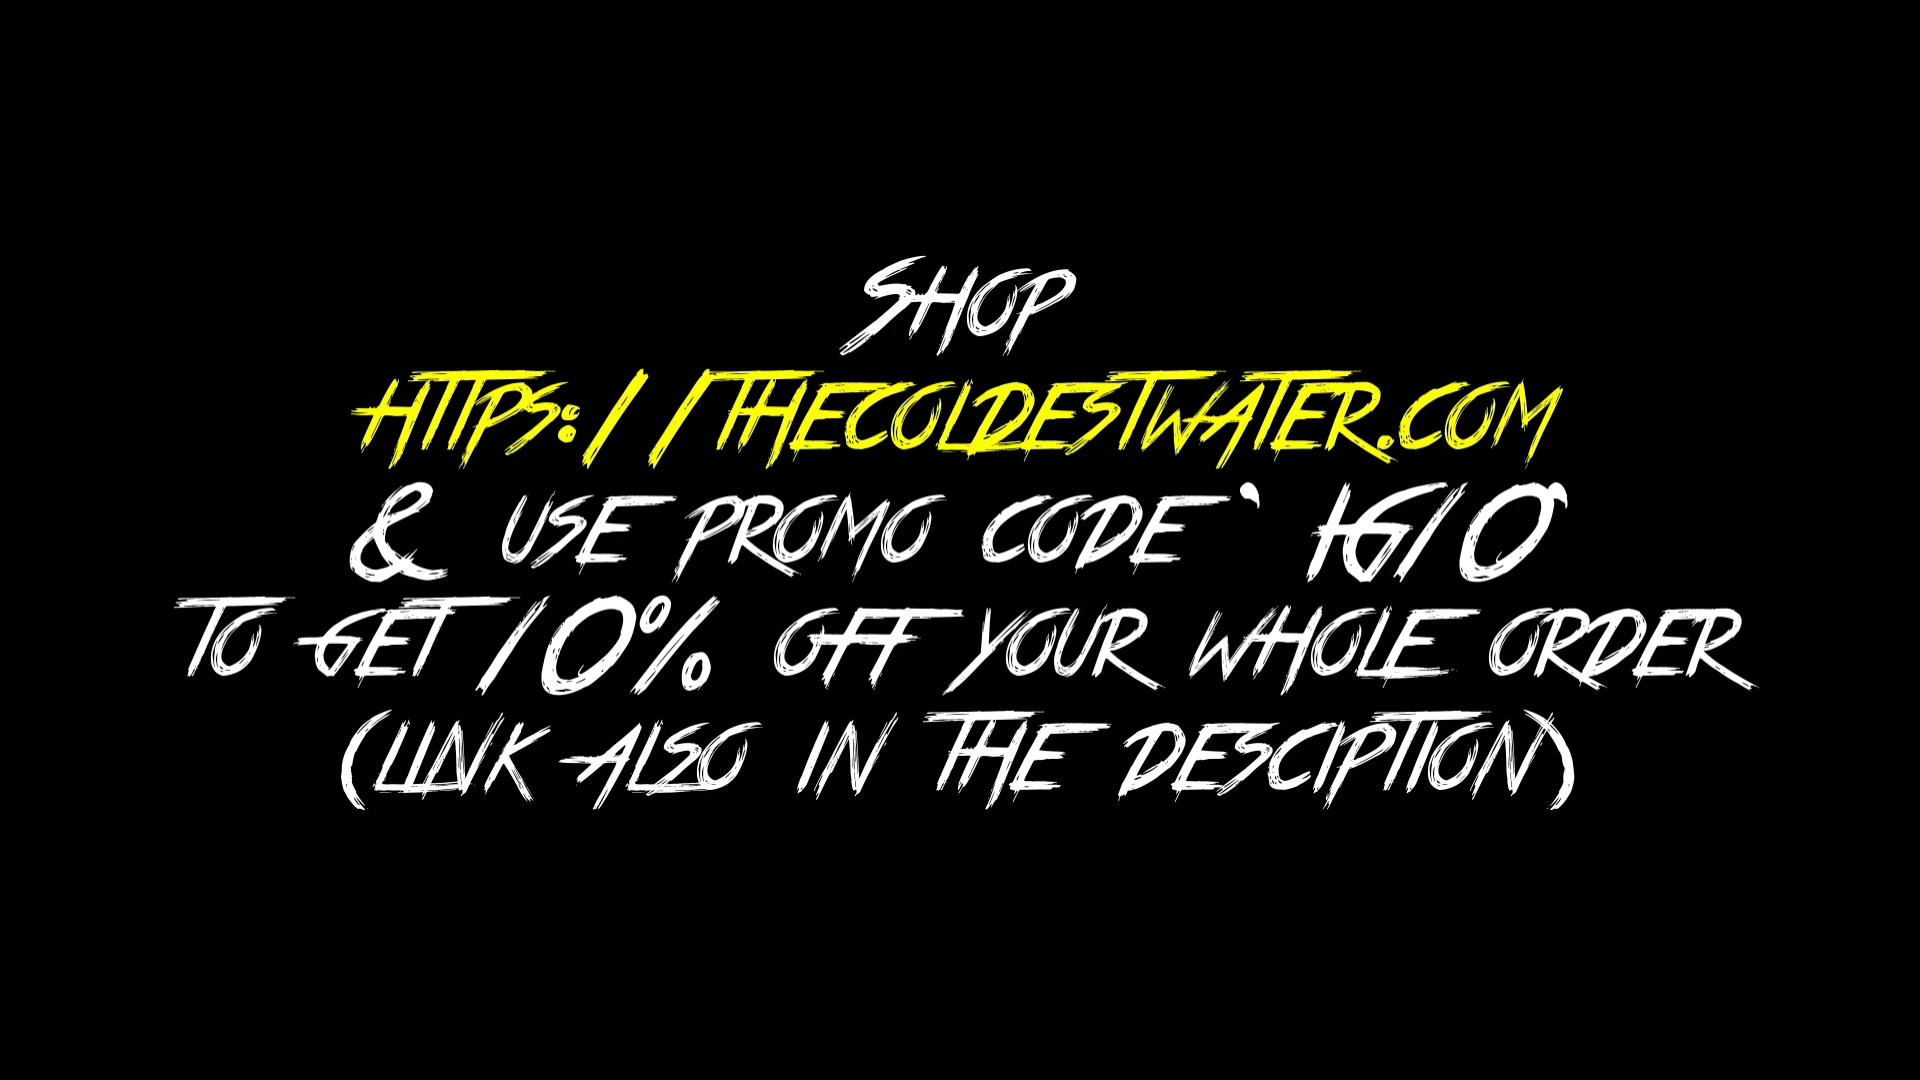 Shop
https://thecoldestwater.com
& use promo code ' IG10'
to get 10% off your whole order
(link also in the desciption)